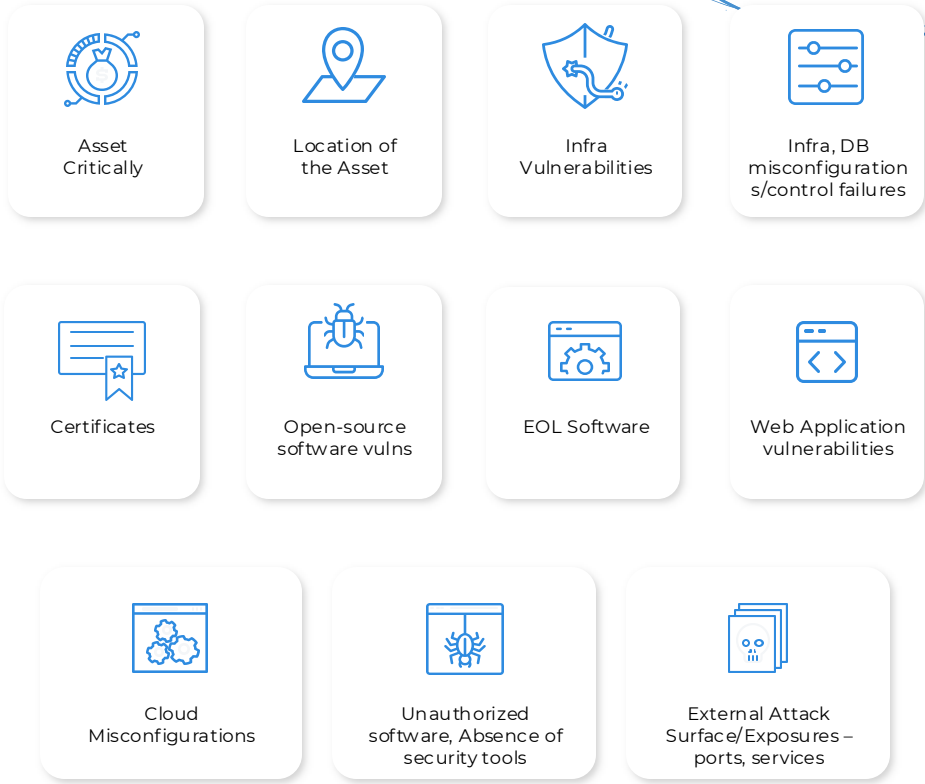 Asset
Critically
Location of
the Asset
Infra
Vulnerabilities
Infra, DB
misconfiguration
s/control failures
Certificates
Open-source
software vulns
EOL Software
Web Application
vulnerabilities
Cloud
Misconfigurations
Unauthorized
software, Absence of
security tools
External Attack
Surface/Exposures –
ports, services